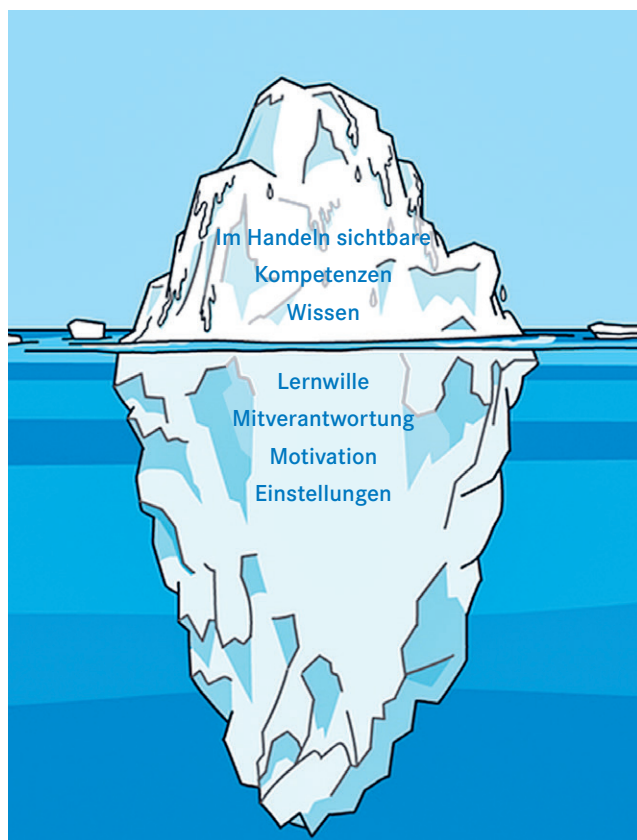 Im Handeln sichtbare
Kompetenzen
Wissen
Lernwille
Mitverantwortung
Motivation
Einstellungen